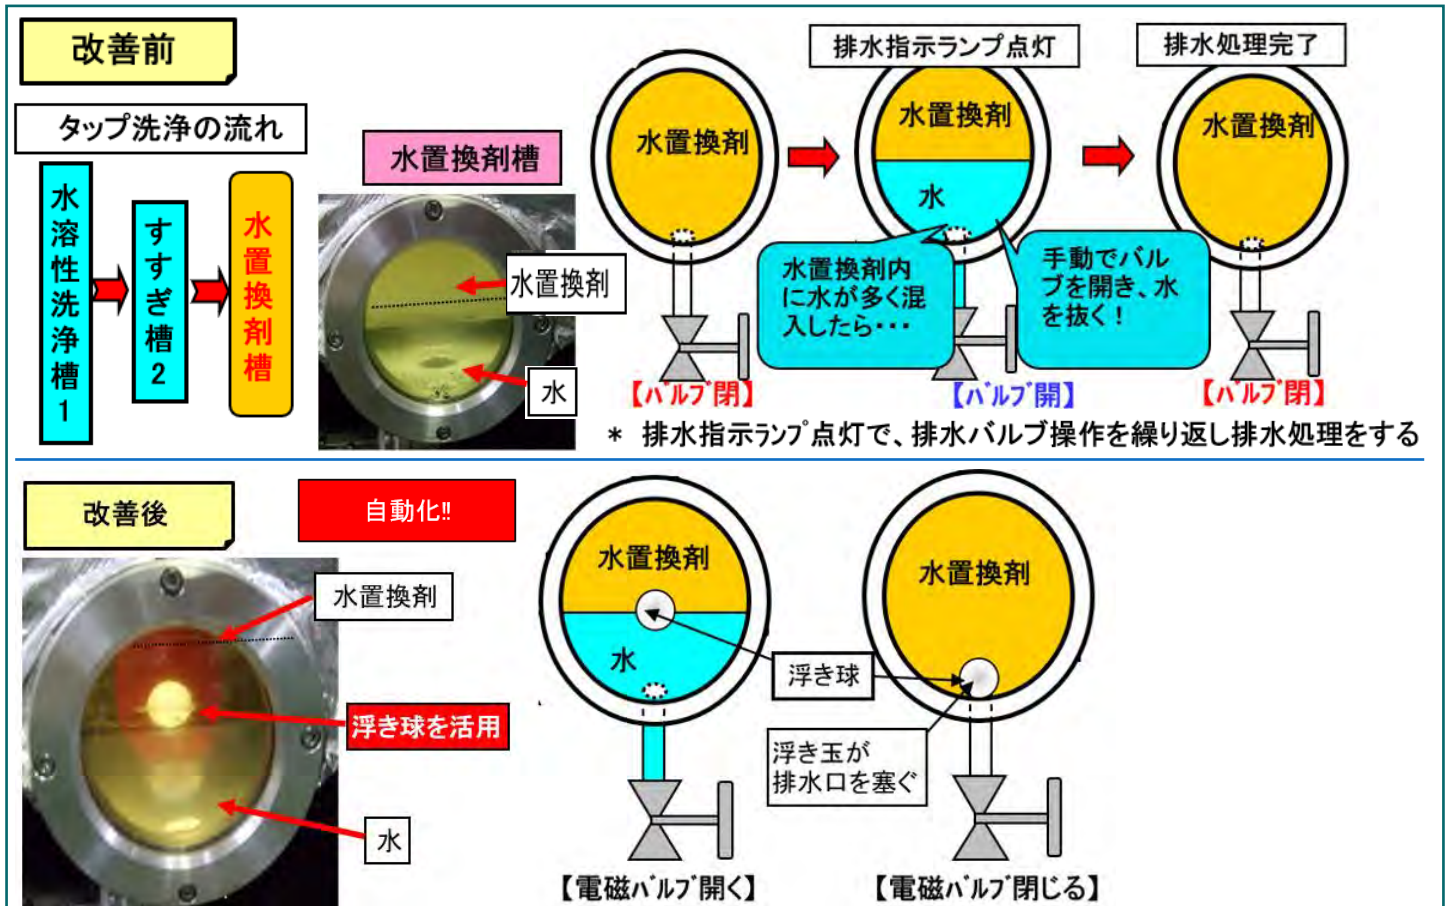 改善前
タップ洗浄の流れ
水溶性洗浄槽1
すすぎ槽2
水置換剤槽
水置換剤槽
水置換剤
水
水置換剤
【バルブ閉】
排水指示ランプ点灯
水置換剤
水
水置換剤内
に水が多く混
入したら・・・
手動でバル
ブを開き、水
を抜く！
【バルブ開】
排水処理完了
水置換剤
【バルブ閉】
* 排水指示ランプ点灯で、排水バルブ操作を繰り返し排水処理をする
改善後
自動化!!
水置換剤
浮き球を活用
水
水置換剤
水
浮き球
浮き玉が
排水口を塞ぐ
【電磁バルブ開く】
水置換剤
【電磁バルブ閉じる】